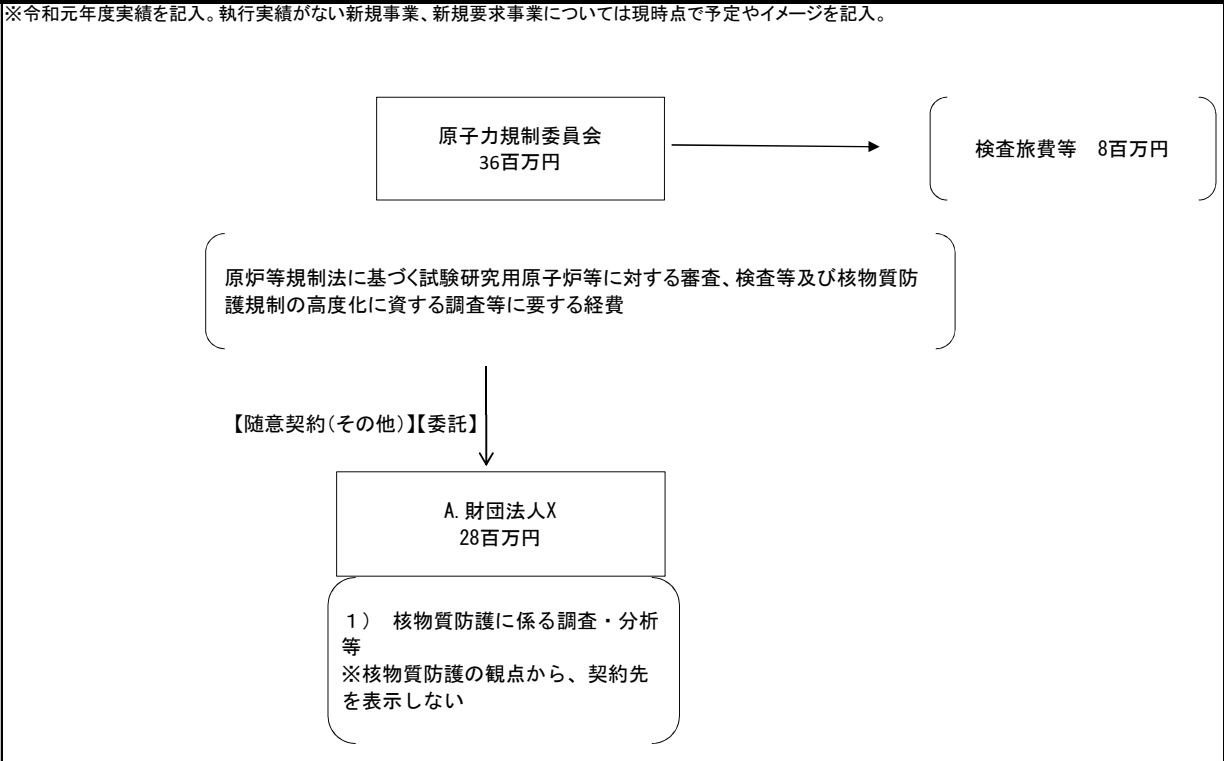 ※令和元年度実績を記入。執行実績がない新規事業、新規要求事業については現時点で予定やイメージを記入。
原子力規制委員会
36百万円
検査旅費等　8百万円
原炉等規制法に基づく試験研究用原子炉等に対する審査、検査等及び核物質防
護規制の高度化に資する調査等に要する経費
【随意契約(その他)】【委託】
A. 財団法人X
28百万円
１）　核物質防護に係る調査・分析
等
※核物質防護の観点から、契約先
を表示しない